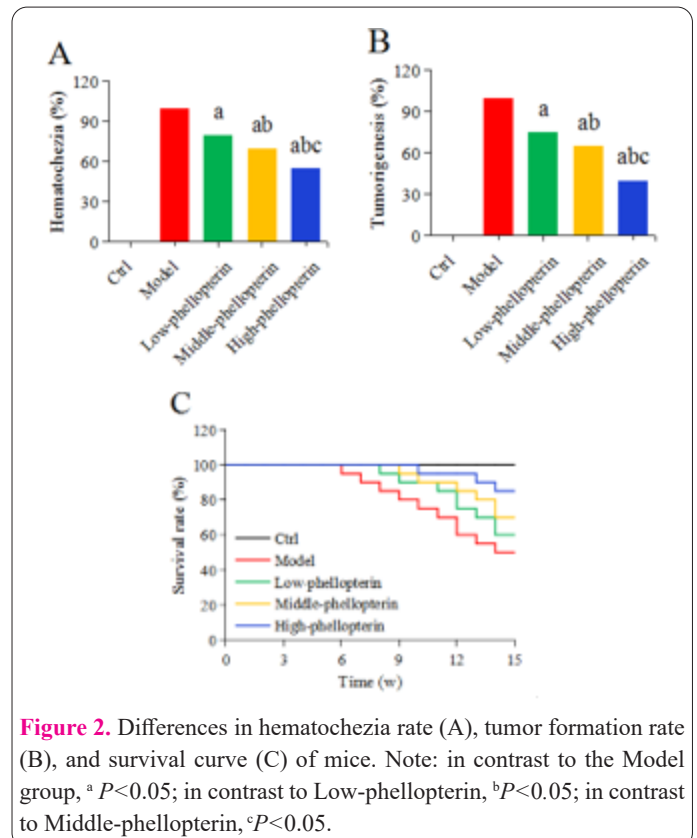 A
Hematochezia (%)
120
90
60
30
0
a
ab
abc
Ctrl
Model
Low-phellopterin
Middle-phellopterin
High-phellopterin
B
Tumorigenesis (%)
120
90
60
30
0
a
ab
abc
Ctrl
Model
Low-phellopterin
Middle-phellopterin
High-phellopterin
C
Survival rate (%)
120
100
80
60
40
20
0
Ctrl
Model
Low-phellopterin
Middle-phellopterin
High-phellopterin
0 3 6 9 12 15
Time (w)
Figure 2. Differences in hematochezia rate (A), tumor formation rate
(B), and survival curve (C) of mice. Note: in contrast to the Model
group, ᵃ P<0.05; in contrast to Low-phellopterin, ᵇP<0.05; in contrast
to Middle-phellopterin, ᶜP<0.05.